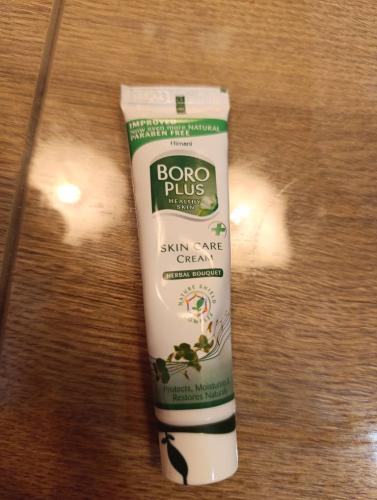 IMPROVED
Now even more NATURAL
PARABEN FREE
Himani
BORO
PLUS
HEALTHY
SKIN
SKIN CARE
CREAM
HERBAL BOUQUET
NATURE SHIELD
COMPLEX
Protects, Moisturises &
Restores Naturally